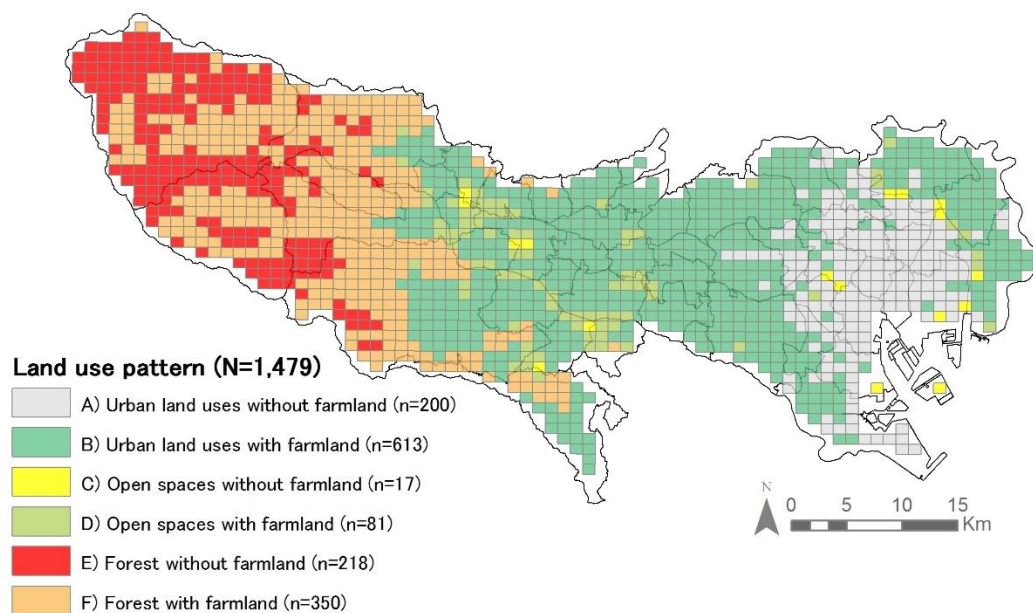 Land use pattern (N=1,479)
A) Urban land uses without farmland (n=200)
B) Urban land uses with farmland (n=613)
C) Open spaces without farmland (n=17)
D) Open spaces with farmland (n=81)
E) Forest without farmland (n=218)
F) Forest with farmland (n=350)
N
0 5 10 15
Km